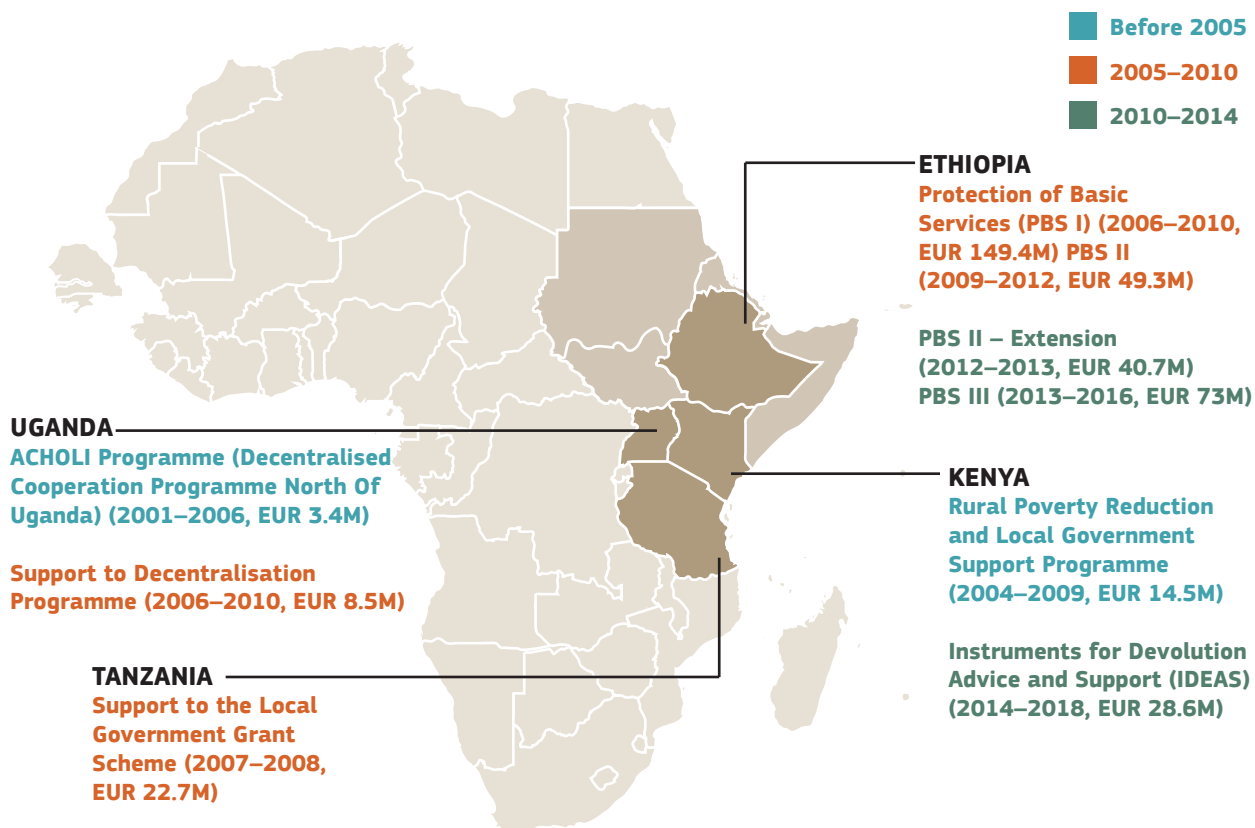 Before 2005
2005–2010
2010–2014
ETHIOPIA
Protection of Basic
Services (PBS I) (2006–2010,
EUR 149.4M) PBS II
(2009–2012, EUR 49.3M)
PBS II – Extension
(2012–2013, EUR 40.7M)
PBS III (2013–2016, EUR 73M)
UGANDA
ACHOLI Programme (Decentralised
Cooperation Programme North Of
Uganda) (2001–2006, EUR 3.4M)
Support to Decentralisation
Programme (2006–2010, EUR 8.5M)
KENYA
Rural Poverty Reduction
and Local Government
Support Programme
(2004–2009, EUR 14.5M)
Instruments for Devolution
Advice and Support (IDEAS)
(2014–2018, EUR 28.6M)
TANZANIA
Support to the Local
Government Grant
Scheme (2007–2008,
EUR 22.7M)